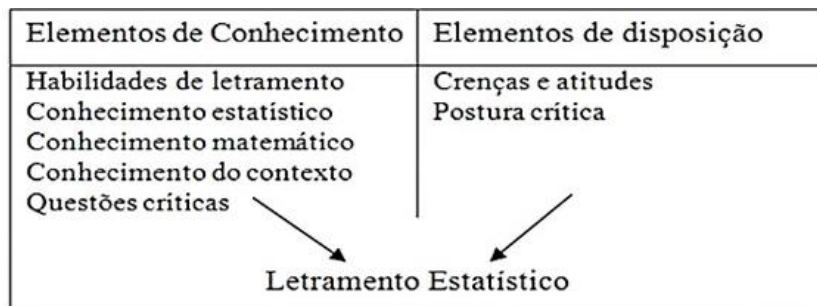 Elementos de Conhecimento
Elementos de disposição
Habilidades de letramento
Conhecimento estatístico
Conhecimento matemático
Conhecimento do contexto
Questões críticas
Crenças e atitudes
Postura crítica
Letramento Estatístico